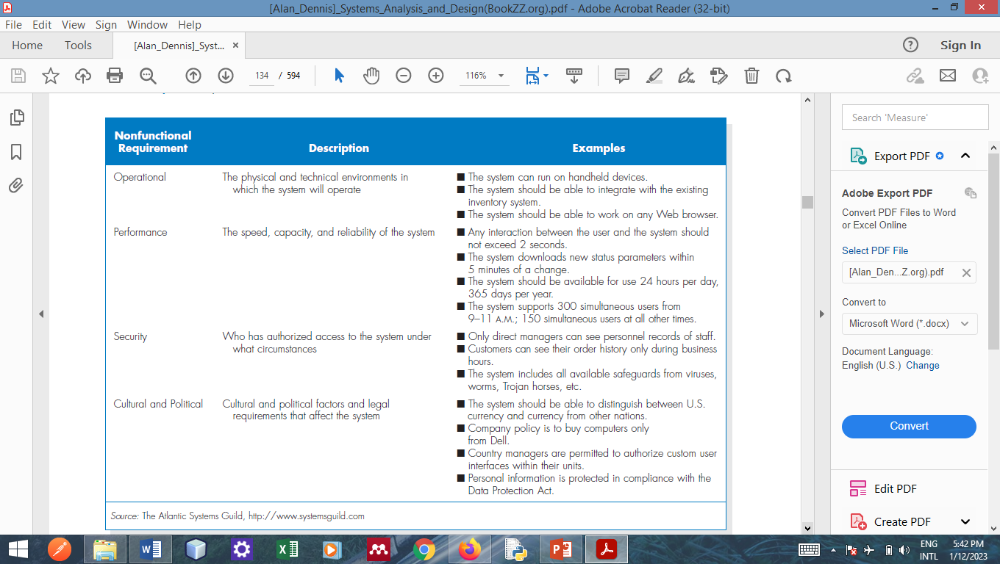 [Alan_Dennis]_Systems_Analysis_and_Design(BookZZ.org).pdf - Adobe Acrobat Reader (32-bit)
File Edit View Sign Window Help
Home Tools [Alan_Dennis]_Syst... × Sign In
134 / 594 116%
Nonfunctional
Requirement Description Examples
Operational The physical and technical environments in ■ The system can run on handheld devices.
which the system will operate ■ The system should be able to integrate with the existing
inventory system.
■ The system should be able to work on any Web browser.
Performance The speed, capacity, and reliability of the system ■ Any interaction between the user and the system should
not exceed 2 seconds.
■ The system downloads new status parameters within
5 minutes of a change.
■ The system should be available for use 24 hours per day,
365 days per year.
■ The system supports 300 simultaneous users from
9–11 A.M.; 150 simultaneous users at all other times.
Security Who has authorized access to the system under ■ Only direct managers can see personnel records of staff.
what circumstances ■ Customers can see their order history only during business
hours.
■ The system includes all available safeguards from viruses,
worms, Trojan horses, etc.
Cultural and Political Cultural and political factors and legal ■ The system should be able to distinguish between U.S.
requirements that affect the system currency and currency from other nations.
■ Company policy is to buy computers only
from Dell.
■ Country managers are permitted to authorize custom user
interfaces within their units.
■ Personal information is protected in compliance with the
Data Protection Act.
Source: The Atlantic Systems Guild, http://www.systemsguild.com
Search 'Measure'
Export PDF
Adobe Export PDF
Convert PDF Files to Word
or Excel Online
Select PDF File
[Alan_Den...Z.org).pdf
Convert to
Microsoft Word (*.docx)
Document Language:
English (U.S.) Change
Convert
Edit PDF
Create PDF
ENG 5:42 PM
INTL 1/12/2023